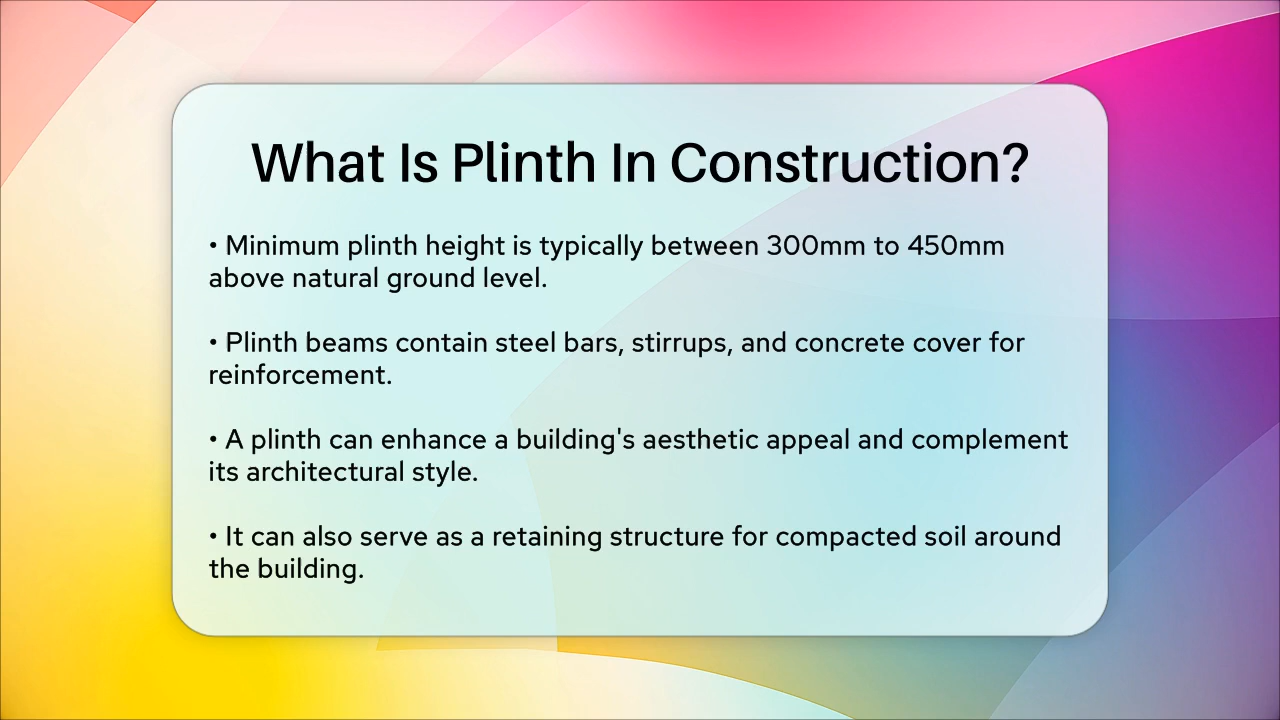 What Is Plinth In Construction?
• Minimum plinth height is typically between 300mm to 450mm
above natural ground level.
• Plinth beams contain steel bars, stirrups, and concrete cover for
reinforcement.
• A plinth can enhance a building's aesthetic appeal and complement
its architectural style.
• It can also serve as a retaining structure for compacted soil around
the building.